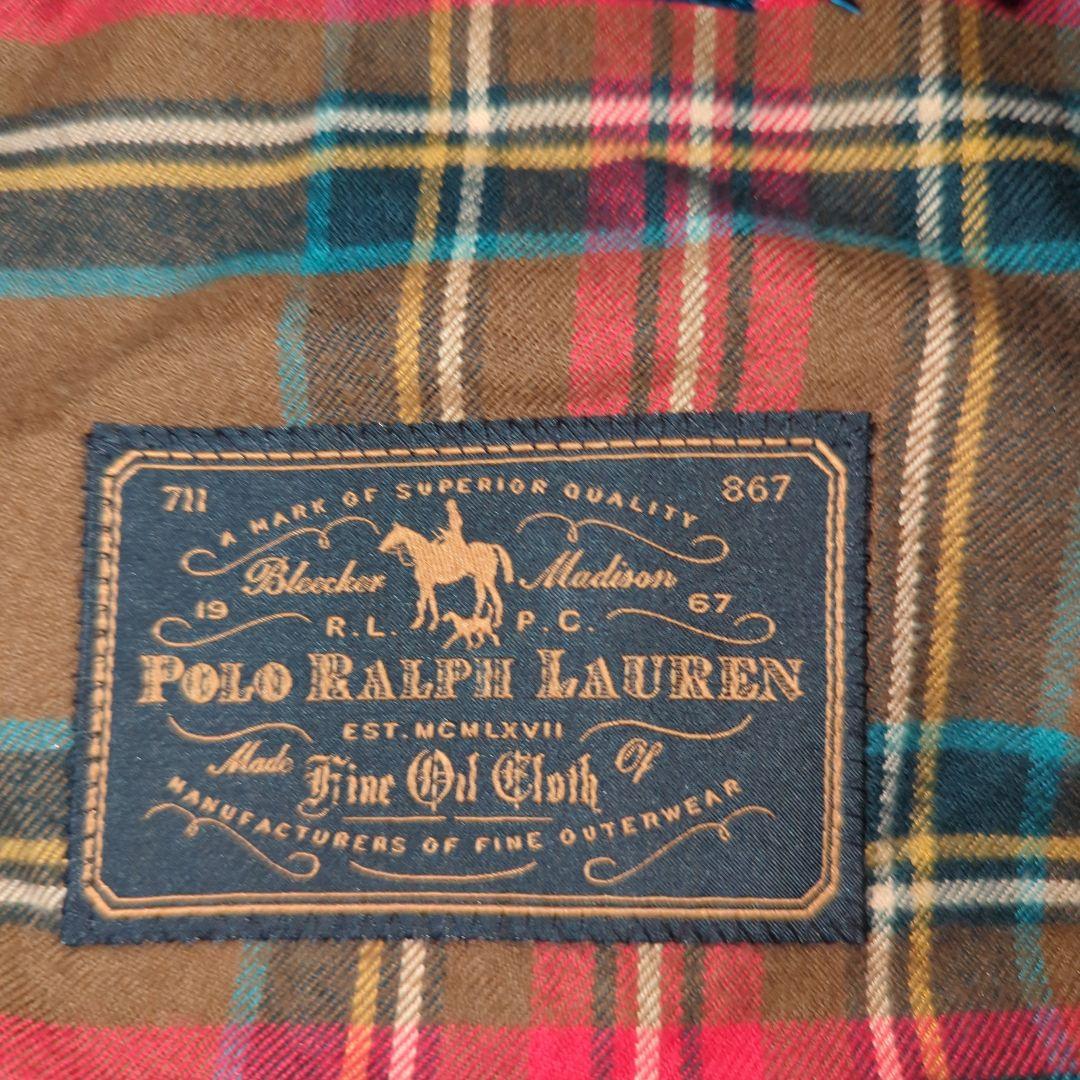 711 867
A MARK OF SUPERIOR QUALITY
Bleecker Madison
19 67
R.L. P.C.
POLO RALPH LAUREN
EST. MCMLXVII
Made Of
Fine Oil Cloth
MANUFACTURERS OF FINE OUTERWEAR